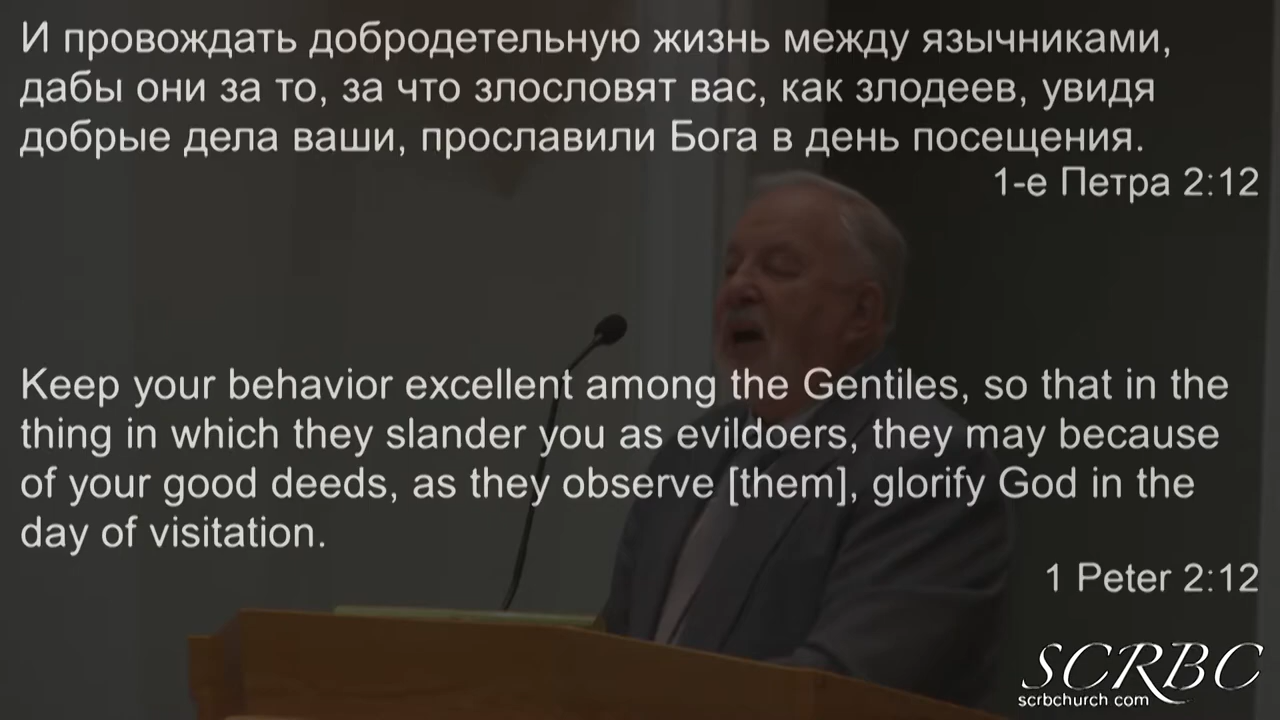 И провождать добродетельную жизнь между язычниками,
дабы они за то, за что злословят вас, как злодеев, увидя
добрые дела ваши, прославили Бога в день посещения.
1-е Петра 2:12
Keep your behavior excellent among the Gentiles, so that in the
thing in which they slander you as evildoers, they may because
of your good deeds, as they observe [them], glorify God in the
day of visitation.
1 Peter 2:12
SCRBC
scrbchurch com